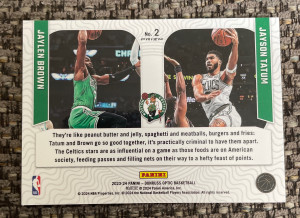 JAYLEN BROWN
No. 2
JAYSON TATUM
PANINI
They're like peanut butter and jelly, spaghetti and meatballs, burgers and fries:
Tatum and Brown go so good together, it's practically criminal to have them apart.
The Celtics stars are as influential on a game as those foods are on American
society, feeding passes and filling nets on their way to a hefty feast of points.
2023-24 PANINI - DONRUSS OPTIC BASKETBALL